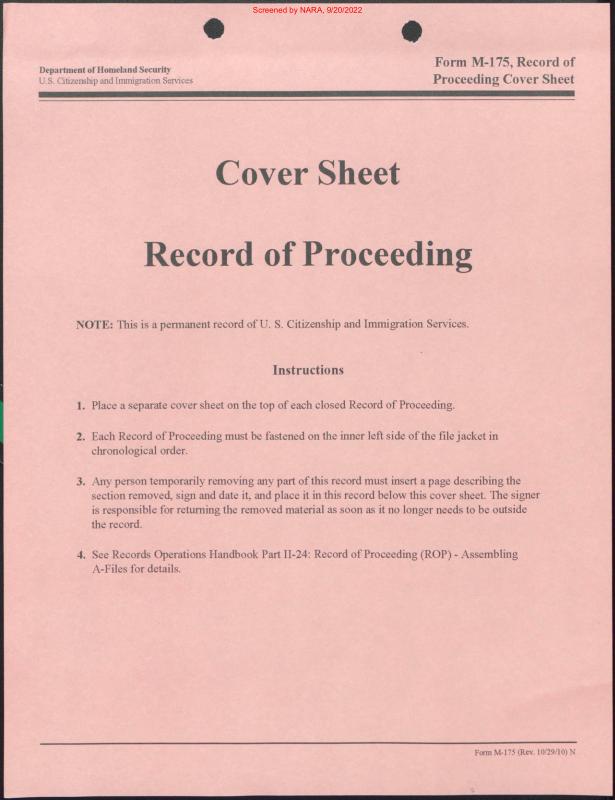 Screened by NARA, 9/20/2022
Department of Homeland Security
U.S. Citizenship and Immigration Services
Form M-175, Record of
Proceeding Cover Sheet
Cover Sheet
Record of Proceeding
NOTE: This is a permanent record of U. S. Citizenship and Immigration Services.
Instructions
1. Place a separate cover sheet on the top of each closed Record of Proceeding.
2. Each Record of Proceeding must be fastened on the inner left side of the file jacket in
chronological order.
3. Any person temporarily removing any part of this record must insert a page describing the
section removed, sign and date it, and place it in this record below this cover sheet. The signer
is responsible for returning the removed material as soon as it no longer needs to be outside
the record.
4. See Records Operations Handbook Part II-24: Record of Proceeding (ROP) - Assembling
A-Files for details.
Form M-175 (Rev. 10/29/10) N